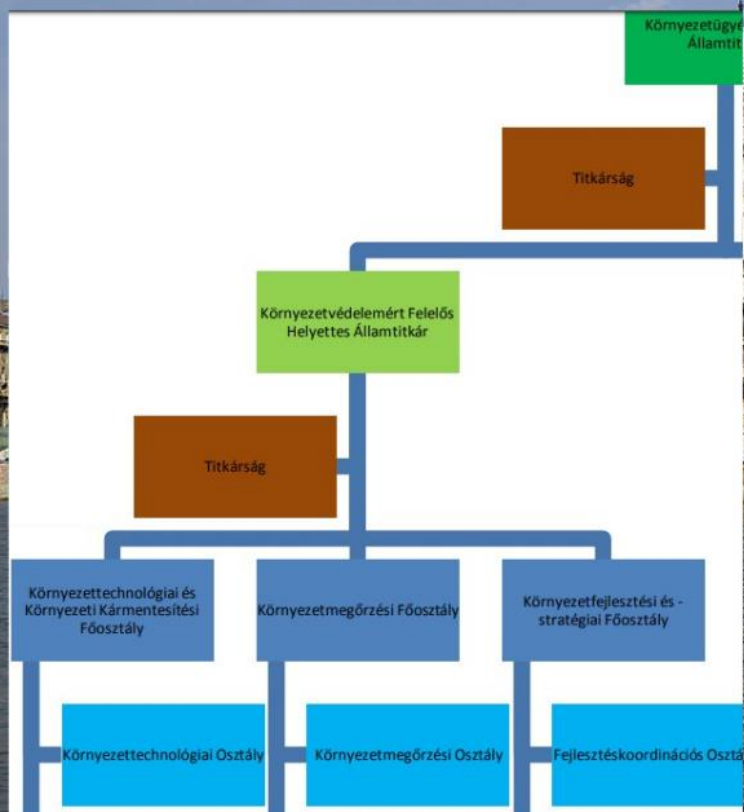 Titkárság
Környezetvédelemért Felelős
Helyettes Államtitkár
Titkárság
Környezettechnológiai és
Környezeti Kármentesítési
Főosztály
Környezetmegőrzési Főosztály
Környezetfejlesztési és -
stratégiai Főosztály
Környezettechnológiai Osztály
Környezetmegőrzési Osztály
Fejlesztéskoordinációs